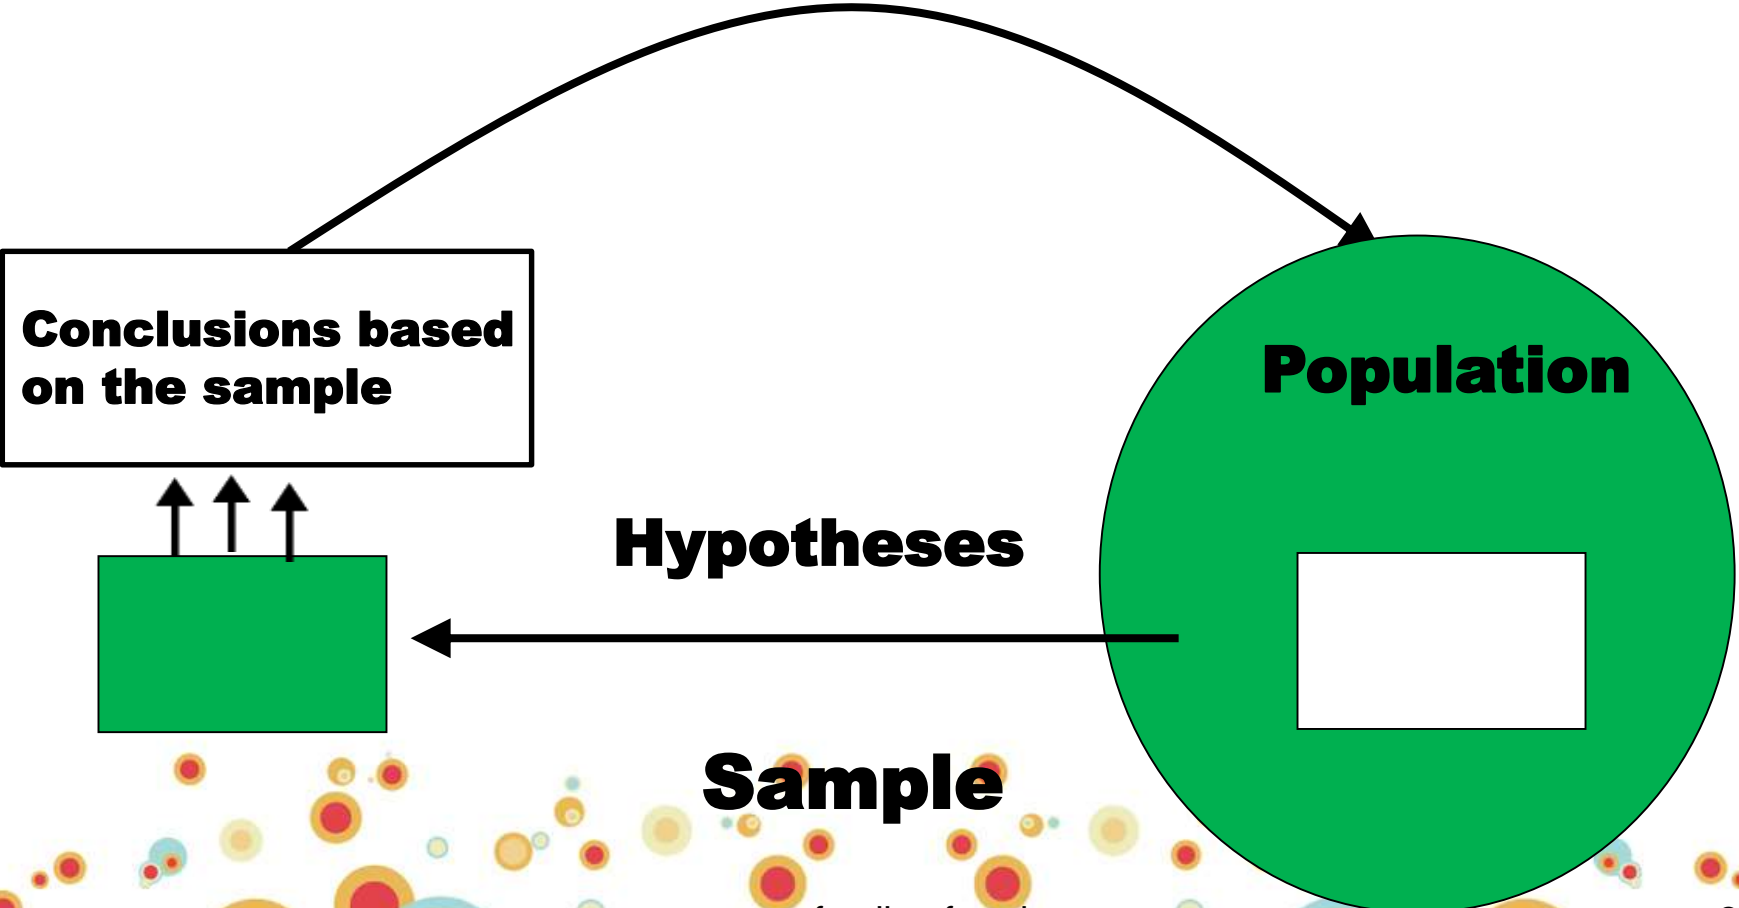 Conclusions based
on the sample
Population
Hypotheses
Sample